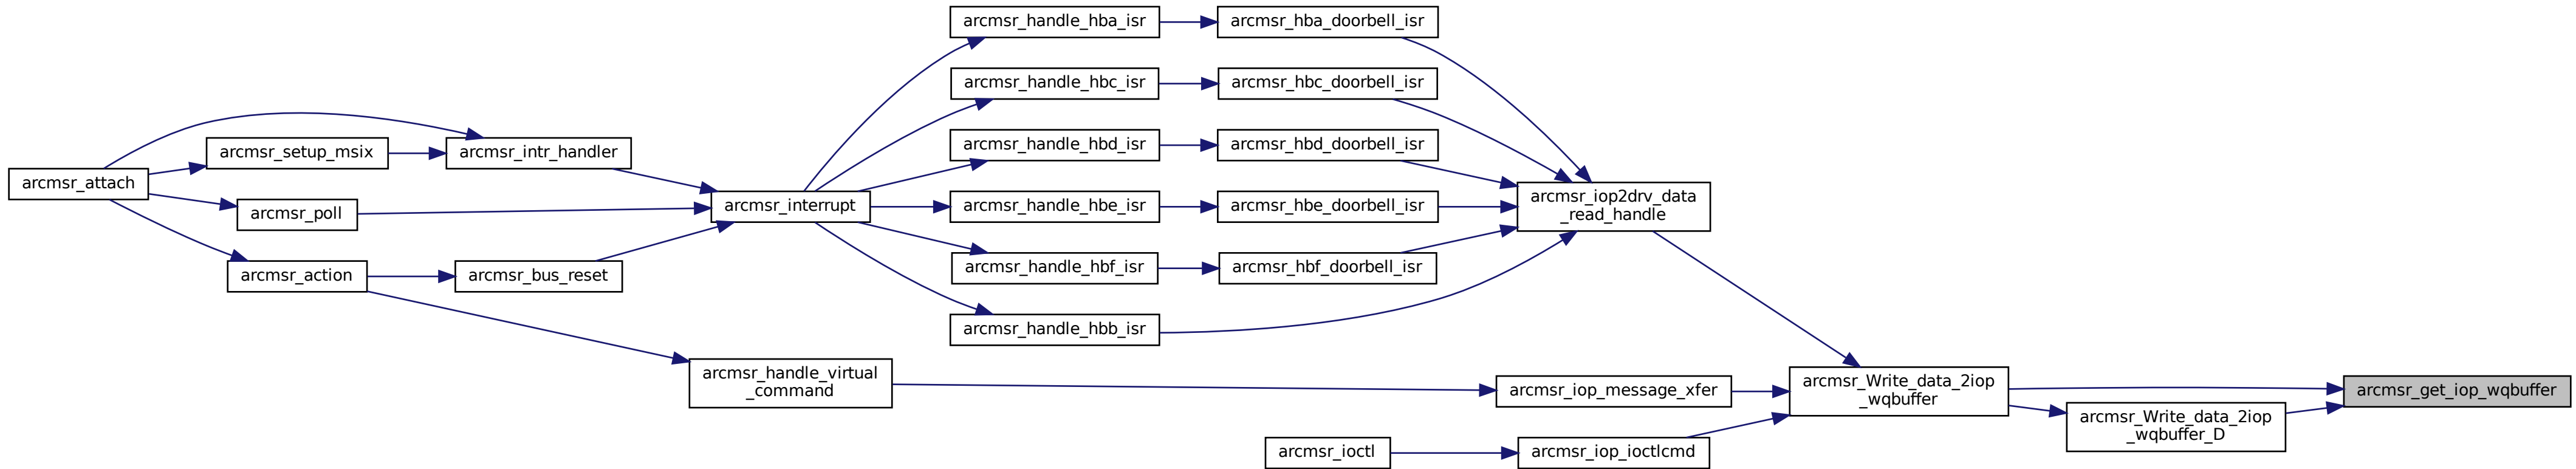 arcmsr_attach
arcmsr_setup_msix
arcmsr_poll
arcmsr_action
arcmsr_intr_handler
arcmsr_bus_reset
arcmsr_interrupt
arcmsr_handle_virtual
_command
arcmsr_handle_hba_isr
arcmsr_handle_hbc_isr
arcmsr_handle_hbd_isr
arcmsr_handle_hbe_isr
arcmsr_handle_hbf_isr
arcmsr_handle_hbb_isr
arcmsr_hba_doorbell_isr
arcmsr_hbc_doorbell_isr
arcmsr_hbd_doorbell_isr
arcmsr_hbe_doorbell_isr
arcmsr_hbf_doorbell_isr
arcmsr_ioctl
arcmsr_iop2drv_data
_read_handle
arcmsr_iop_message_xfer
arcmsr_iop_ioctlcmd
arcmsr_Write_data_2iop
_wqbuffer
arcmsr_Write_data_2iop
_wqbuffer_D
arcmsr_get_iop_wqbuffer